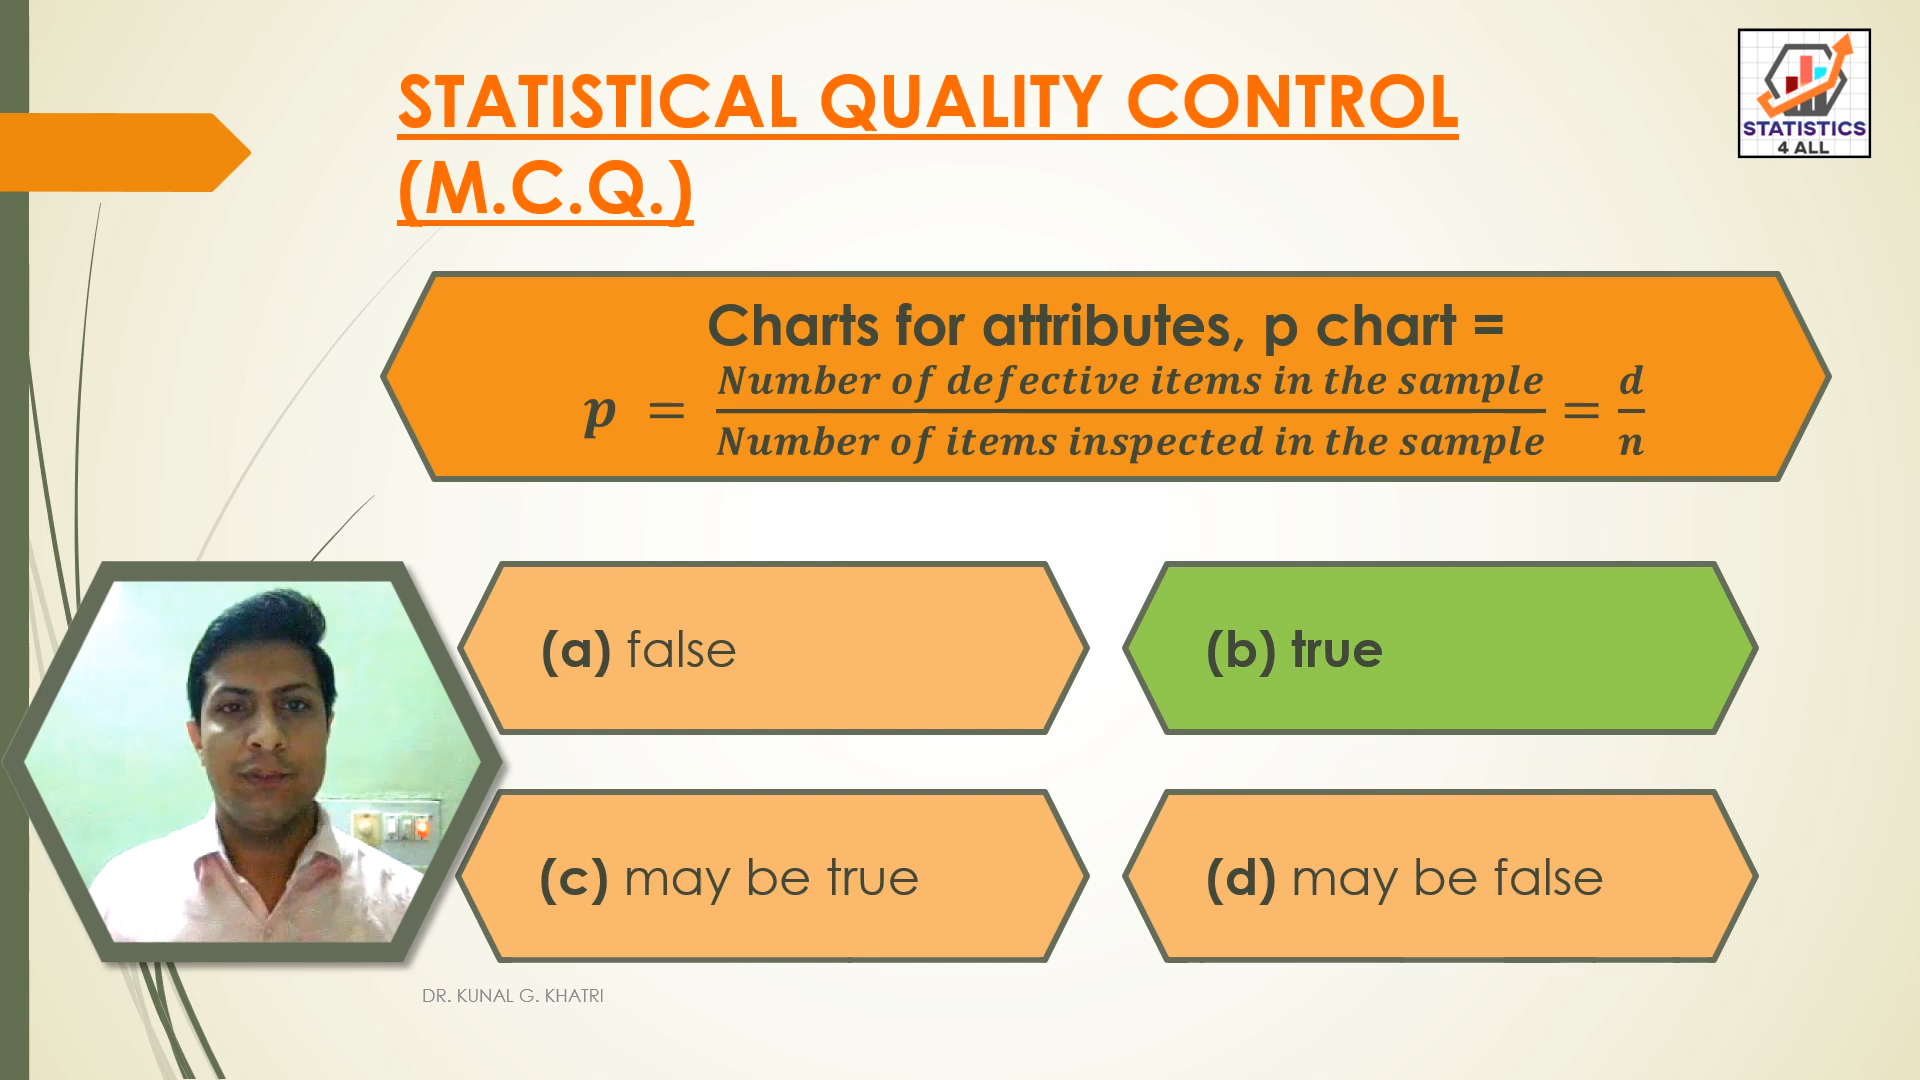 STATISTICAL QUALITY CONTROL
(M.C.Q.)
STATISTICS
4 ALL
Charts for attributes, p chart =
p = Number of defective items in the sample / Number of items inspected in the sample = d / n
(a) false
(b) true
(c) may be true
(d) may be false
DR. KUNAL G. KHATRI